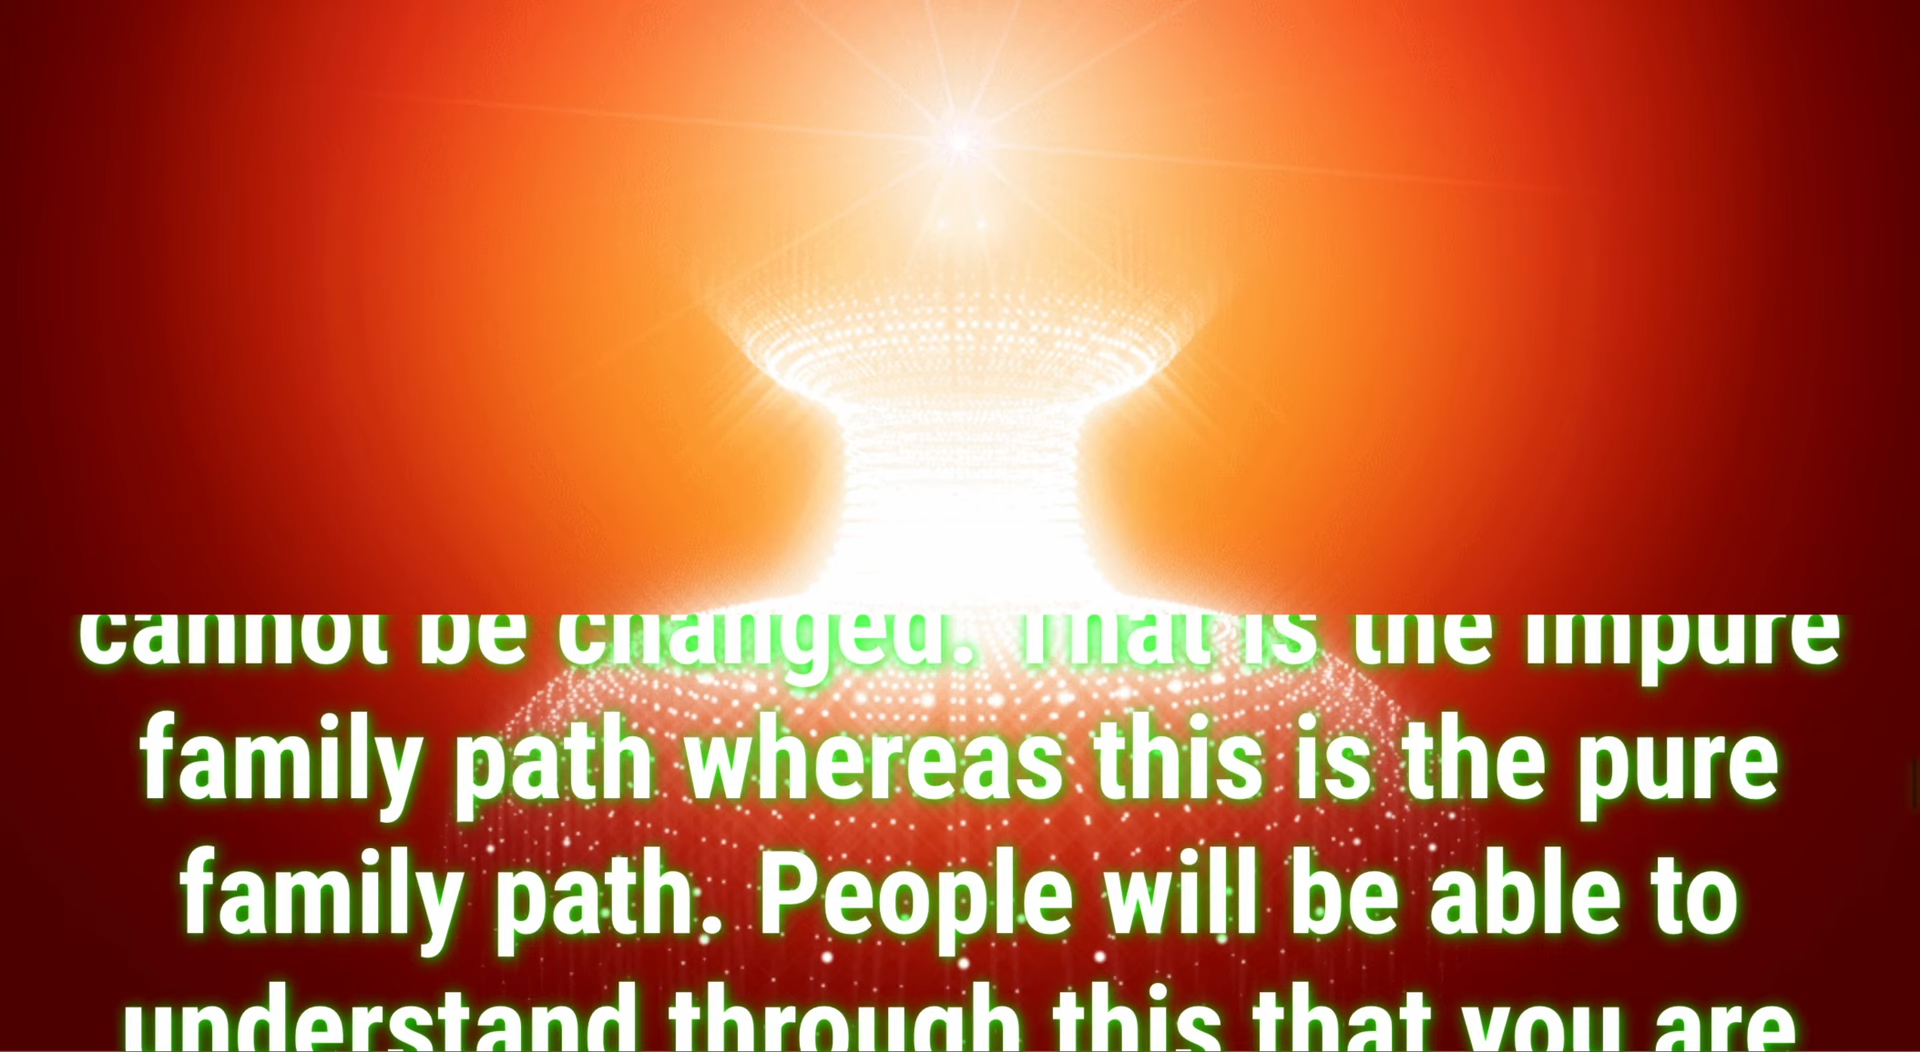 cannot be changed. That is the impure
family path whereas this is the pure
family path. People will be able to
understand through this that you are